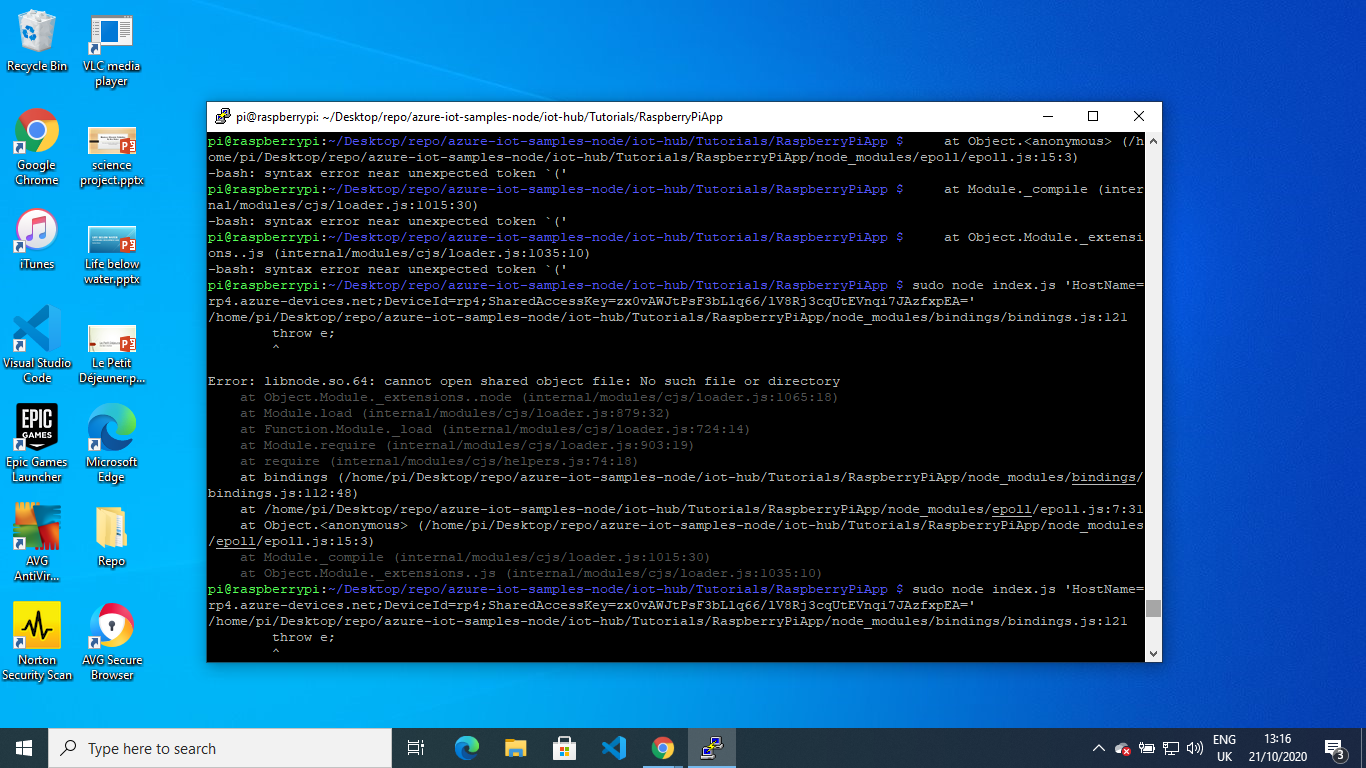 Recycle Bin
VLC media
player
Google
Chrome
science
project.pptx
iTunes
Life below
water.pptx
Visual Studio
Code
Le Petit
Déjeuner.p...
EPIC
GAMES
Epic Games
Launcher
Microsoft
Edge
AVG
AntiVir...
Repo
Norton
Security Scan
AVG Secure
Browser
pi@raspberrypi: ~/Desktop/repo/azure-iot-samples-node/iot-hub/Tutorials/RaspberryPiApp
pi@raspberrypi:~/Desktop/repo/azure-iot-samples-node/iot-hub/Tutorials/RaspberryPiApp $     at Object.<anonymous> (/h
ome/pi/Desktop/repo/azure-iot-samples-node/iot-hub/Tutorials/RaspberryPiApp/node_modules/epoll/epoll.js:15:3)
-bash: syntax error near unexpected token `('
pi@raspberrypi:~/Desktop/repo/azure-iot-samples-node/iot-hub/Tutorials/RaspberryPiApp $     at Module._compile (inter
nal/modules/cjs/loader.js:1015:30)
-bash: syntax error near unexpected token `('
pi@raspberrypi:~/Desktop/repo/azure-iot-samples-node/iot-hub/Tutorials/RaspberryPiApp $     at Object.Module._extensi
ons..js (internal/modules/cjs/loader.js:1035:10)
-bash: syntax error near unexpected token `('
pi@raspberrypi:~/Desktop/repo/azure-iot-samples-node/iot-hub/Tutorials/RaspberryPiApp $ sudo node index.js 'HostName=
rp4.azure-devices.net;DeviceId=rp4;SharedAccessKey=zx0vAWJtPsF3bLlq66/lV8Rj3cqUtEVnqi7JAzfxpEA='
/home/pi/Desktop/repo/azure-iot-samples-node/iot-hub/Tutorials/RaspberryPiApp/node_modules/bindings/bindings.js:121
        throw e;
        ^
Error: libnode.so.64: cannot open shared object file: No such file or directory
    at Object.Module._extensions..node (internal/modules/cjs/loader.js:1065:18)
    at Module.load (internal/modules/cjs/loader.js:879:32)
    at Function.Module._load (internal/modules/cjs/loader.js:724:14)
    at Module.require (internal/modules/cjs/loader.js:903:19)
    at require (internal/modules/cjs/helpers.js:74:18)
    at bindings (/home/pi/Desktop/repo/azure-iot-samples-node/iot-hub/Tutorials/RaspberryPiApp/node_modules/bindings/
bindings.js:112:48)
    at /home/pi/Desktop/repo/azure-iot-samples-node/iot-hub/Tutorials/RaspberryPiApp/node_modules/epoll/epoll.js:7:31
    at Object.<anonymous> (/home/pi/Desktop/repo/azure-iot-samples-node/iot-hub/Tutorials/RaspberryPiApp/node_modules
/epoll/epoll.js:15:3)
    at Module._compile (internal/modules/cjs/loader.js:1015:30)
    at Object.Module._extensions..js (internal/modules/cjs/loader.js:1035:10)
pi@raspberrypi:~/Desktop/repo/azure-iot-samples-node/iot-hub/Tutorials/RaspberryPiApp $ sudo node index.js 'HostName=
rp4.azure-devices.net;DeviceId=rp4;SharedAccessKey=zx0vAWJtPsF3bLlq66/lV8Rj3cqUtEVnqi7JAzfxpEA='
/home/pi/Desktop/repo/azure-iot-samples-node/iot-hub/Tutorials/RaspberryPiApp/node_modules/bindings/bindings.js:121
        throw e;
        ^
Type here to search
ENG
UK
13:16
21/10/2020
3